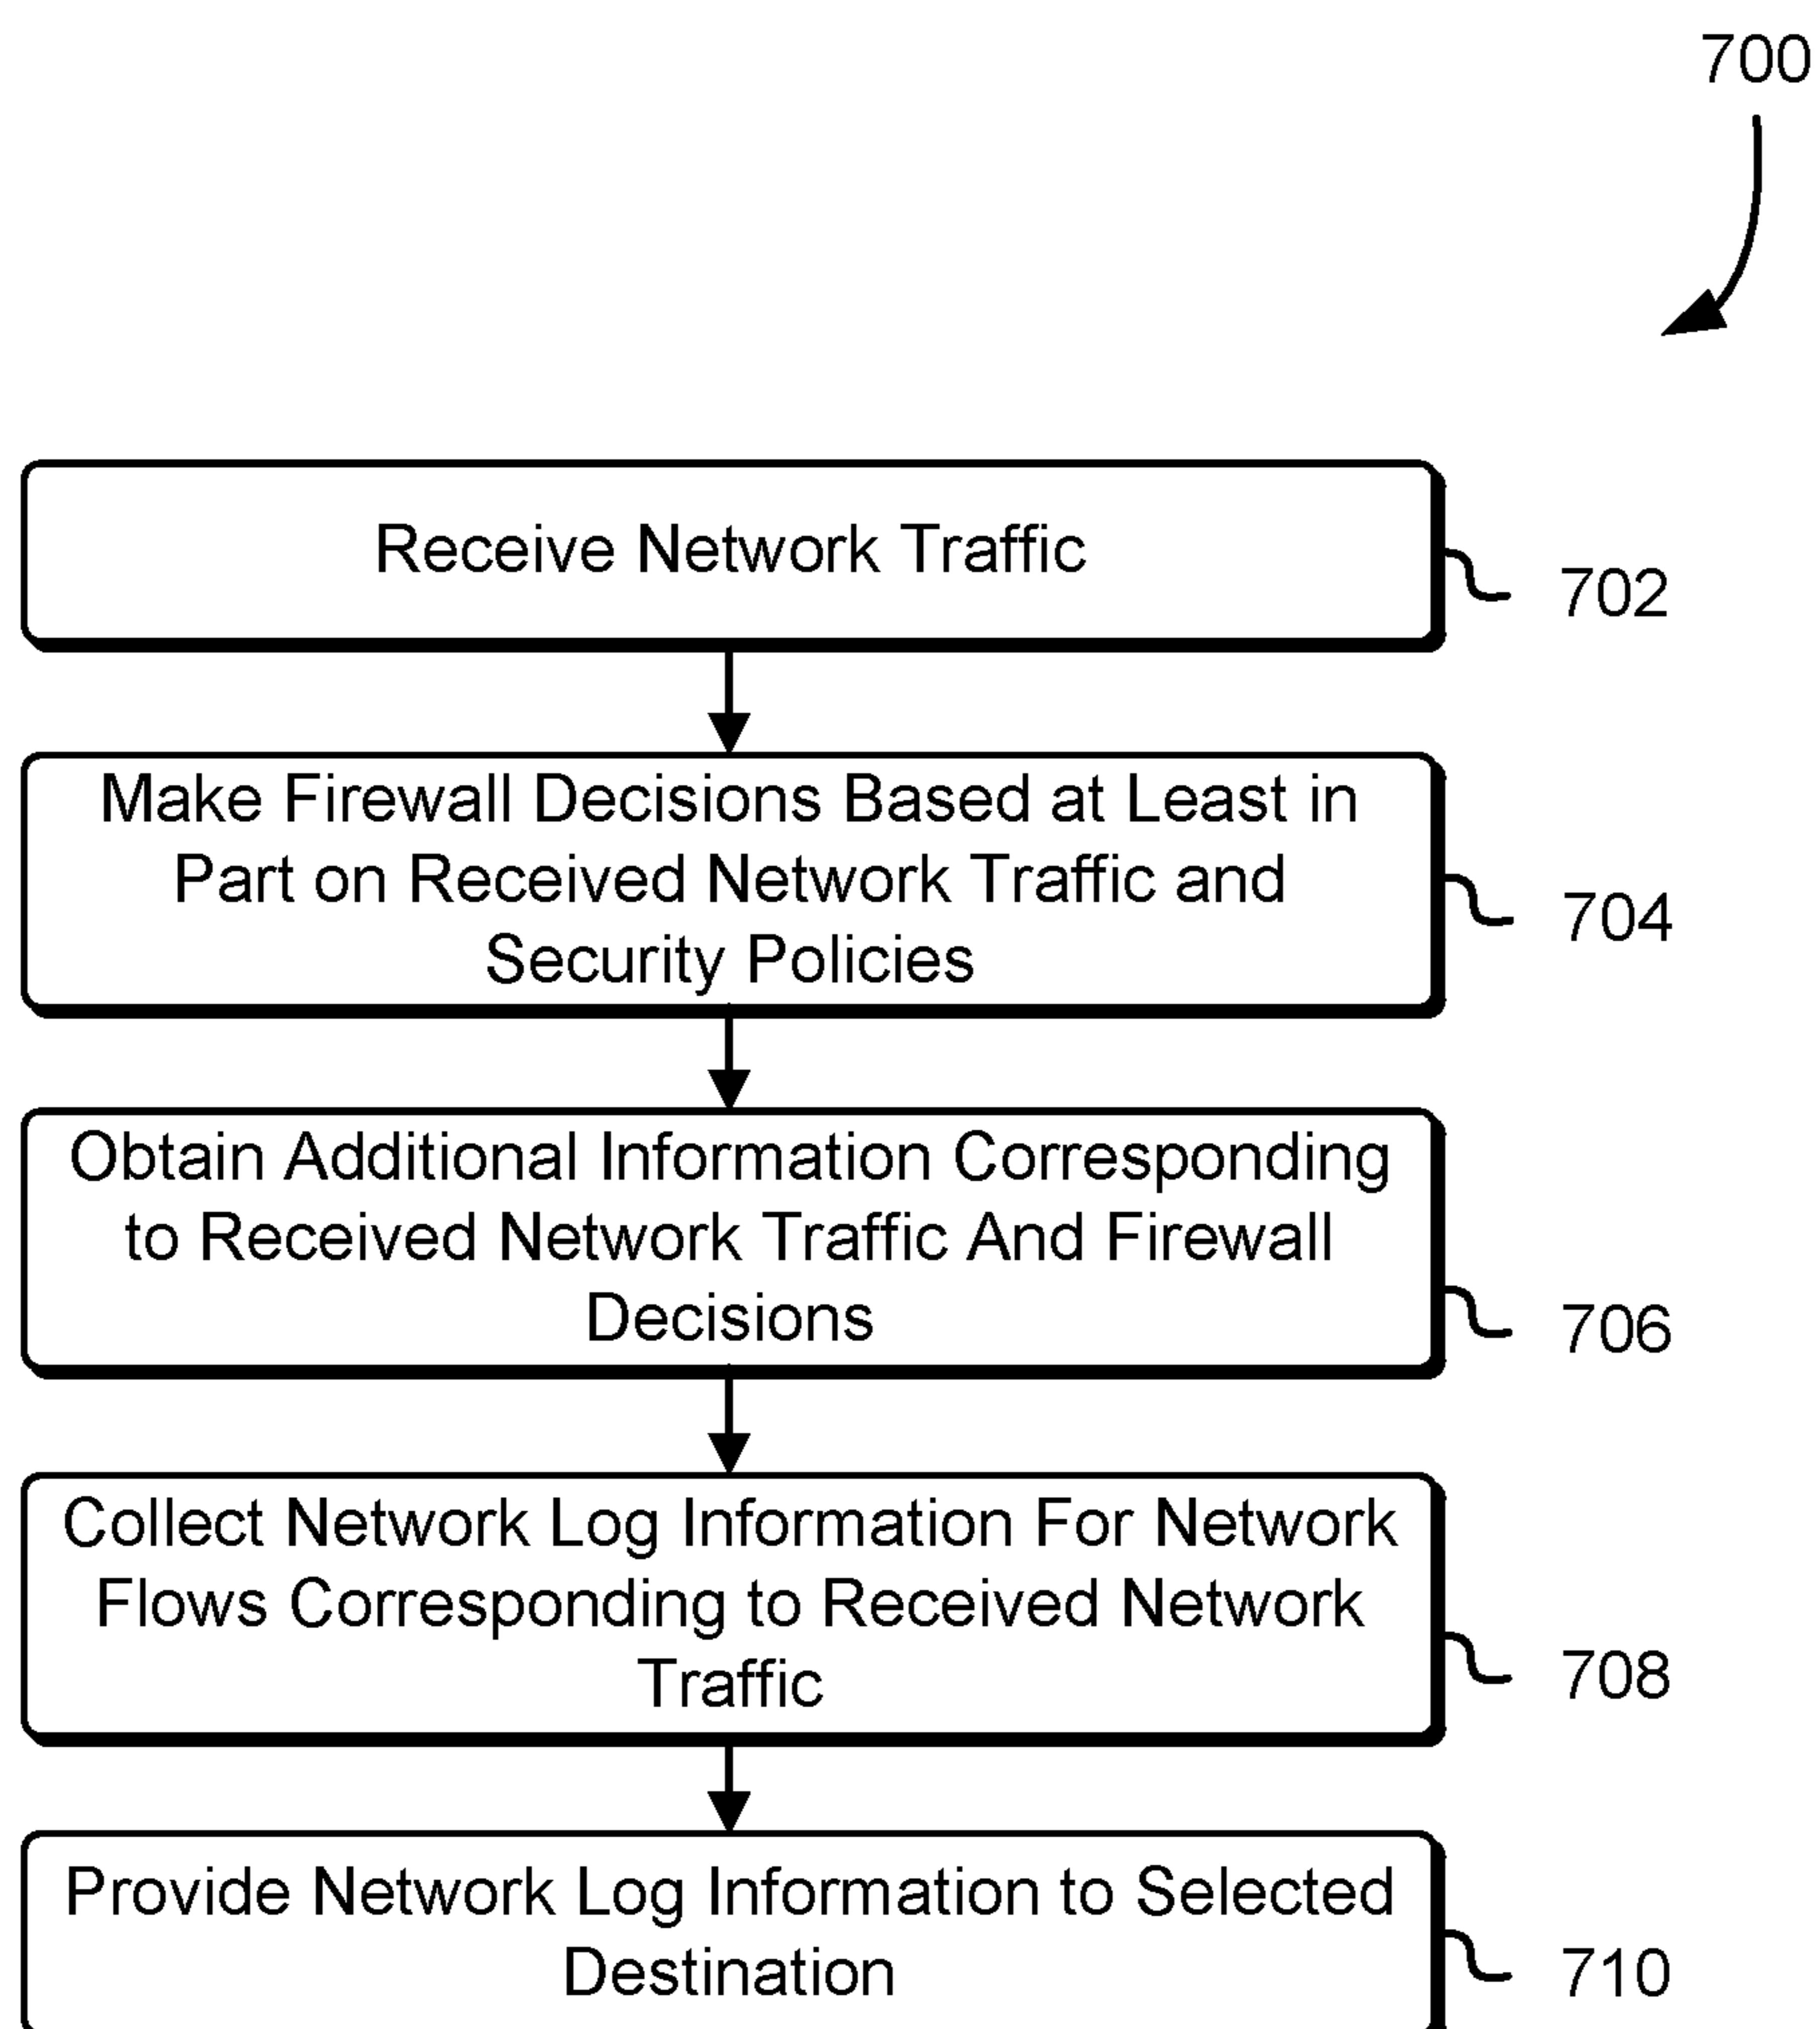 700
Receive Network Traffic
702
Make Firewall Decisions Based at Least in
Part on Received Network Traffic and
Security Policies
704
Obtain Additional Information Corresponding
to Received Network Traffic And Firewall
Decisions
706
Collect Network Log Information For Network
Flows Corresponding to Received Network
Traffic
708
Provide Network Log Information to Selected
Destination
710